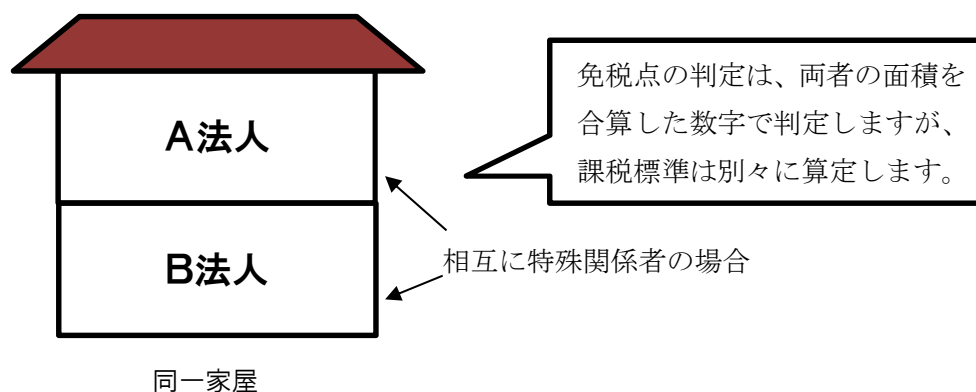 A法人
B法人
同一家屋
免税点の判定は、両者の面積を
合算した数字で判定しますが、
課税標準は別々に算定します。
相互に特殊関係者の場合